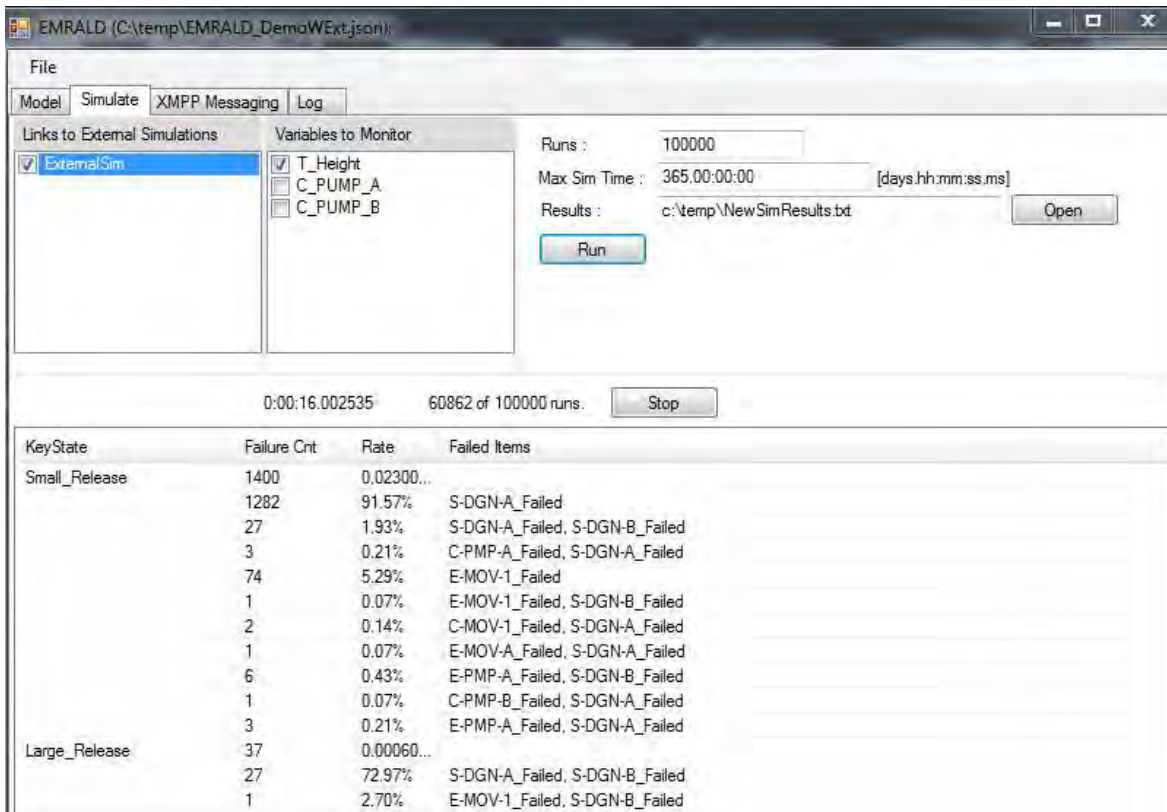 EMRALD (C:\temp\EMRALD_DemoWExt.json):
File
Model Simulate XMPP Messaging Log
Links to External Simulations Variables to Monitor
ExternalSim
T_Height
C_PUMP_A
C_PUMP_B
Runs : 100000
Max Sim Time : 365.00:00:00 [days.hh:mm:ss.ms]
Results : c:\temp\NewSimResults.txt Open
Run
0:00:16.002535 60862 of 100000 runs. Stop
KeyState Failure Cnt Rate Failed Items
Small_Release 1400 0.02300...
1282 91.57% S-DGN-A_Failed
27 1.93% S-DGN-A_Failed, S-DGN-B_Failed
3 0.21% C-PMP-A_Failed, S-DGN-A_Failed
74 5.29% E-MOV-1_Failed
1 0.07% E-MOV-1_Failed, S-DGN-B_Failed
2 0.14% C-MOV-1_Failed, S-DGN-A_Failed
1 0.07% E-MOV-A_Failed, S-DGN-A_Failed
6 0.43% E-PMP-A_Failed, S-DGN-B_Failed
1 0.07% C-PMP-B_Failed, S-DGN-A_Failed
3 0.21% E-PMP-A_Failed, S-DGN-A_Failed
Large_Release 37 0.00060...
27 72.97% S-DGN-A_Failed, S-DGN-B_Failed
1 2.70% E-MOV-1_Failed, S-DGN-B_Failed